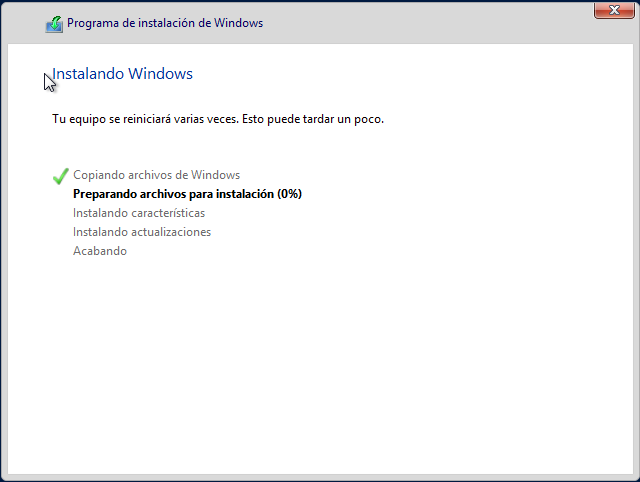 Programa de instalación de Windows
Instalando Windows
Tu equipo se reiniciará varias veces. Esto puede tardar un poco.
Copiando archivos de Windows
Preparando archivos para instalación (0%)
Instalando características
Instalando actualizaciones
Acabando